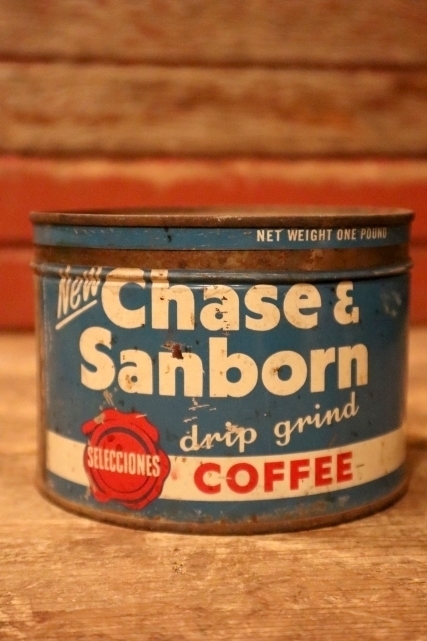 NET WEIGHT ONE POUND
New Chase &
Sanborn
drip grind
SELECCIONES
COFFEE